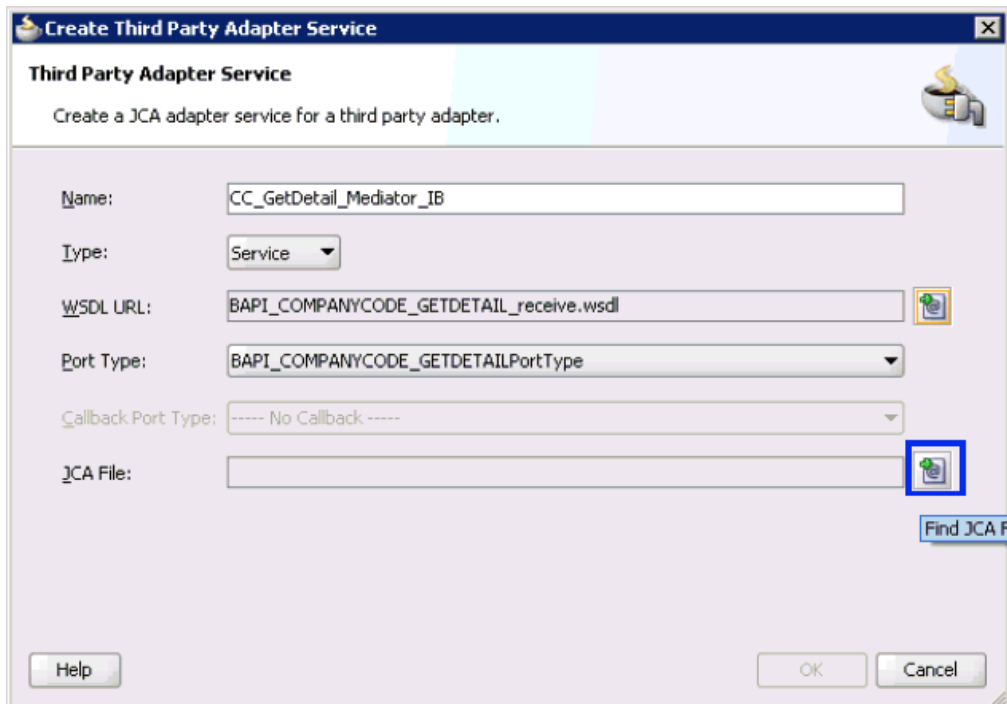 Create Third Party Adapter Service
Third Party Adapter Service
Create a JCA adapter service for a third party adapter.
Name: CC_GetDetail_Mediator_IB
Type: Service
WSDL URL: BAPI_COMPANYCODE_GETDETAIL_receive.wsdl
Port Type: BAPI_COMPANYCODE_GETDETAILPortType
Callback Port Type: ----- No Callback -----
JCA File:
Find JCA F
Help OK Cancel